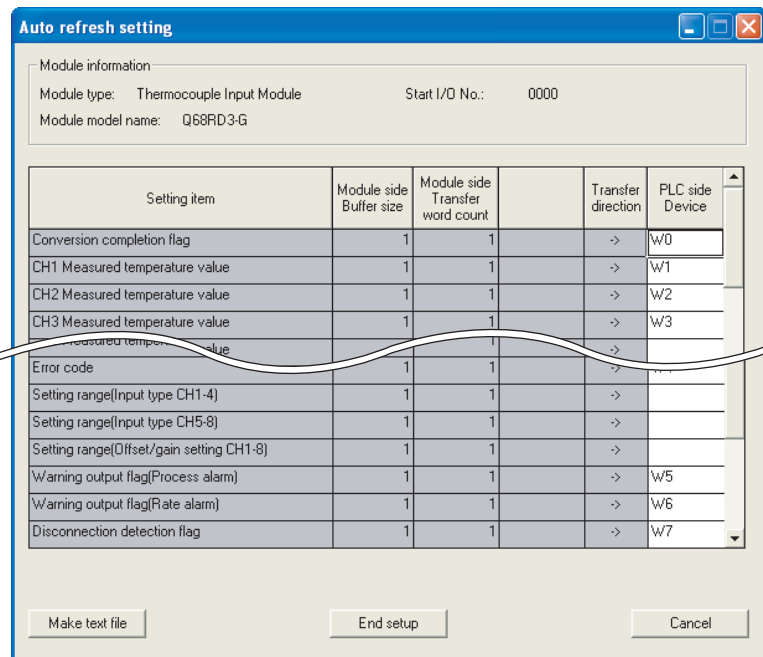 Auto refresh setting
Module information
Module type: Thermocouple Input Module Start I/O No.: 0000
Module model name: Q68RD3-G
Setting item Module side Buffer size Module side Transfer word count Transfer direction PLC side Device
Conversion completion flag 1 1 -> W0
CH1 Measured temperature value 1 1 -> W1
CH2 Measured temperature value 1 1 -> W2
CH3 Measured temperature value 1 1 -> W3
Measured temperature value 1 ->
Error code 1 1 ->
Setting range(Input type CH1-4) 1 1 ->
Setting range(Input type CH5-8) 1 1 ->
Setting range(Offset/gain setting CH1-8) 1 1 ->
Warning output flag(Process alarm) 1 1 -> W5
Warning output flag(Rate alarm) 1 1 -> W6
Disconnection detection flag 1 1 -> W7
Make text file End setup Cancel